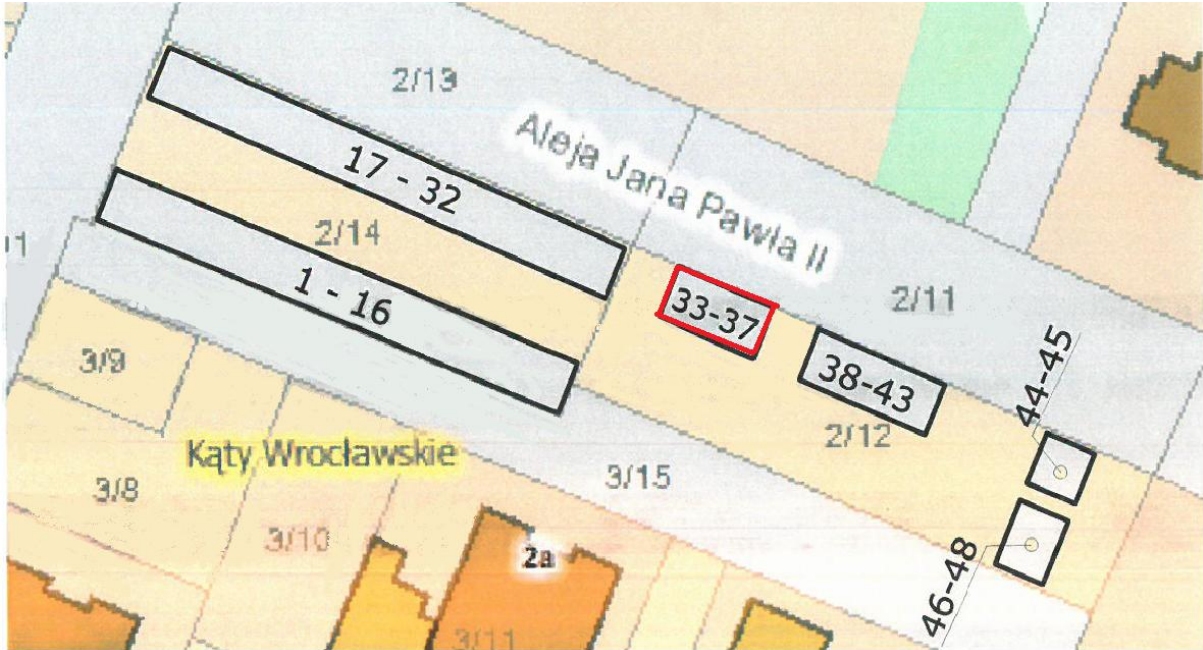 2/13
Aleja Jana Pawła II
17 - 32
2/14
1 - 16
33-37
2/11
38-43
44-45
2/12
3/9
Kąty Wrocławskie
3/15
3/8
3/10
2a
46-48
3/11